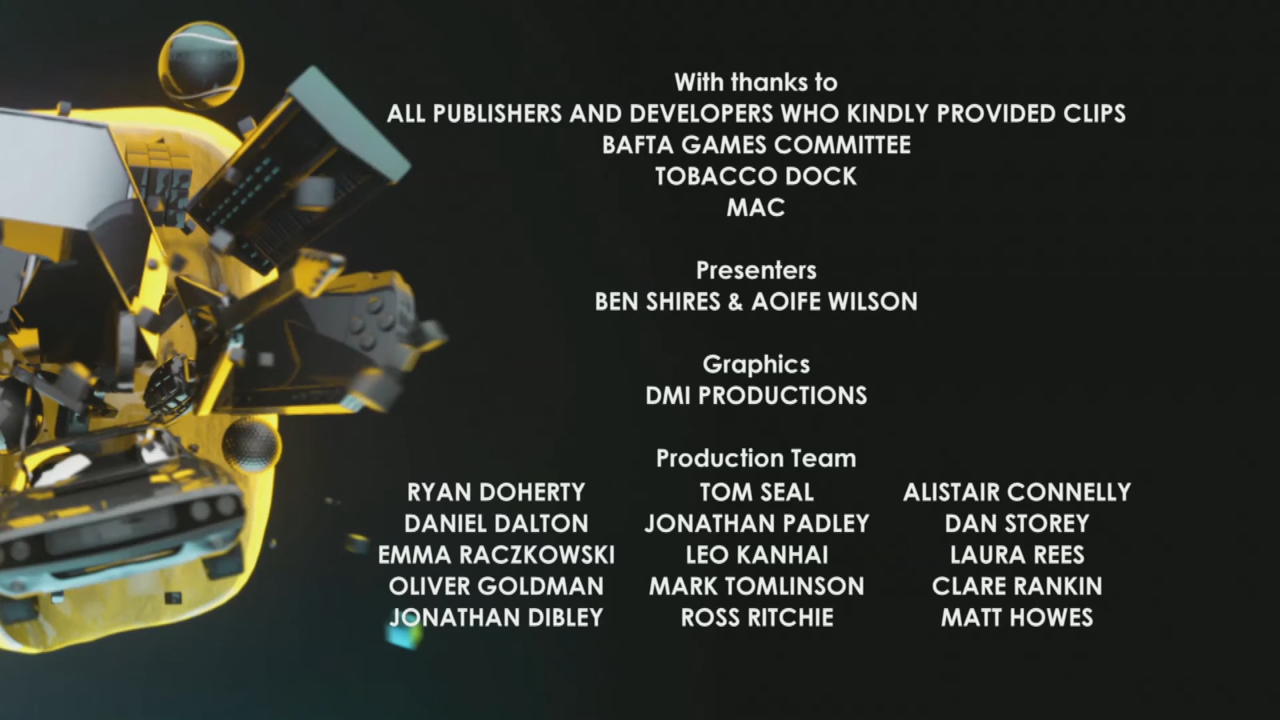 With thanks to
ALL PUBLISHERS AND DEVELOPERS WHO KINDLY PROVIDED CLIPS
BAFTA GAMES COMMITTEE
TOBACCO DOCK
MAC
Presenters
BEN SHIRES & AOIFE WILSON
Graphics
DMI PRODUCTIONS
Production Team
RYAN DOHERTY TOM SEAL ALISTAIR CONNELLY
DANIEL DALTON JONATHAN PADLEY DAN STOREY
EMMA RACZKOWSKI LEO KANHAI LAURA REES
OLIVER GOLDMAN MARK TOMLINSON CLARE RANKIN
JONATHAN DIBLEY ROSS RITCHIE MATT HOWES